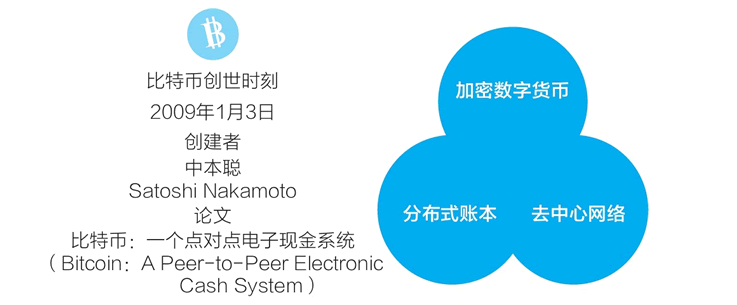 比特币创世时刻
2009年1月3日
创建者
中本聪
Satoshi Nakamoto
论文
比特币：一个点对点电子现金系统
（Bitcoin：A Peer-to-Peer Electronic
Cash System）
加密数字货币
分布式账本
去中心网络